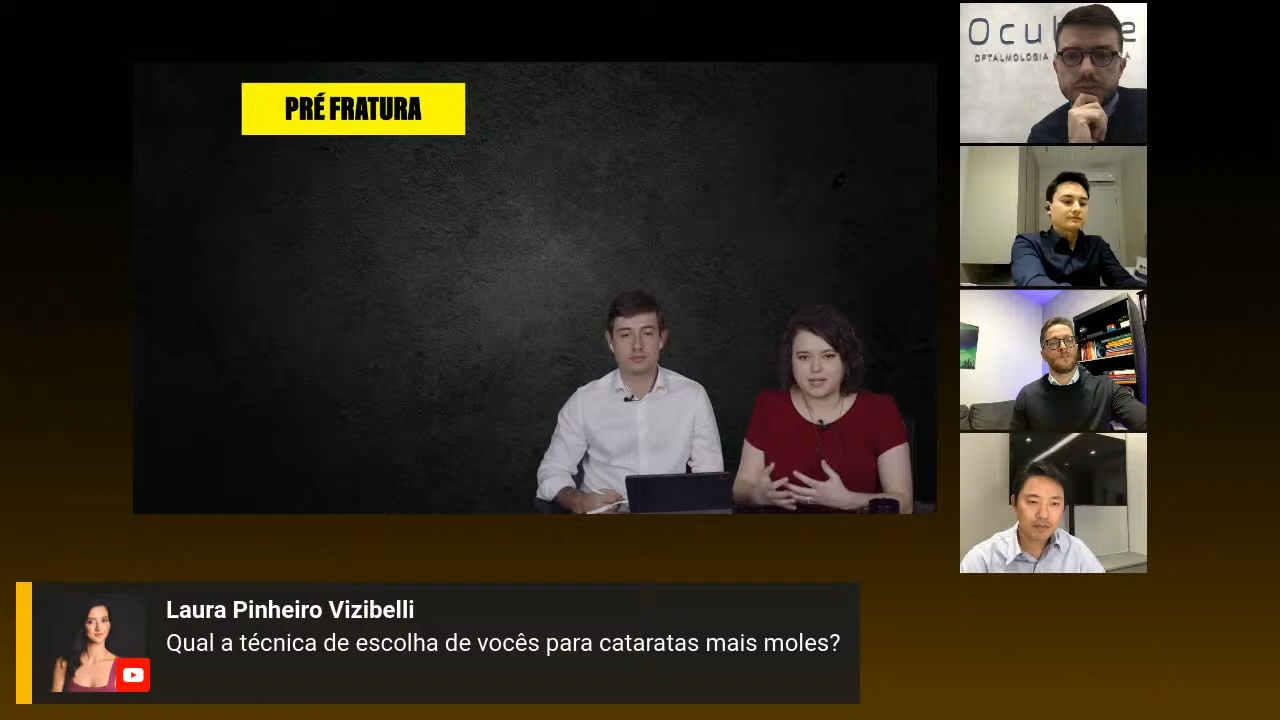 PRÉ FRATURA
OFTALMOLOGIA
Laura Pinheiro Vizibelli
Qual a técnica de escolha de vocês para cataratas mais moles?